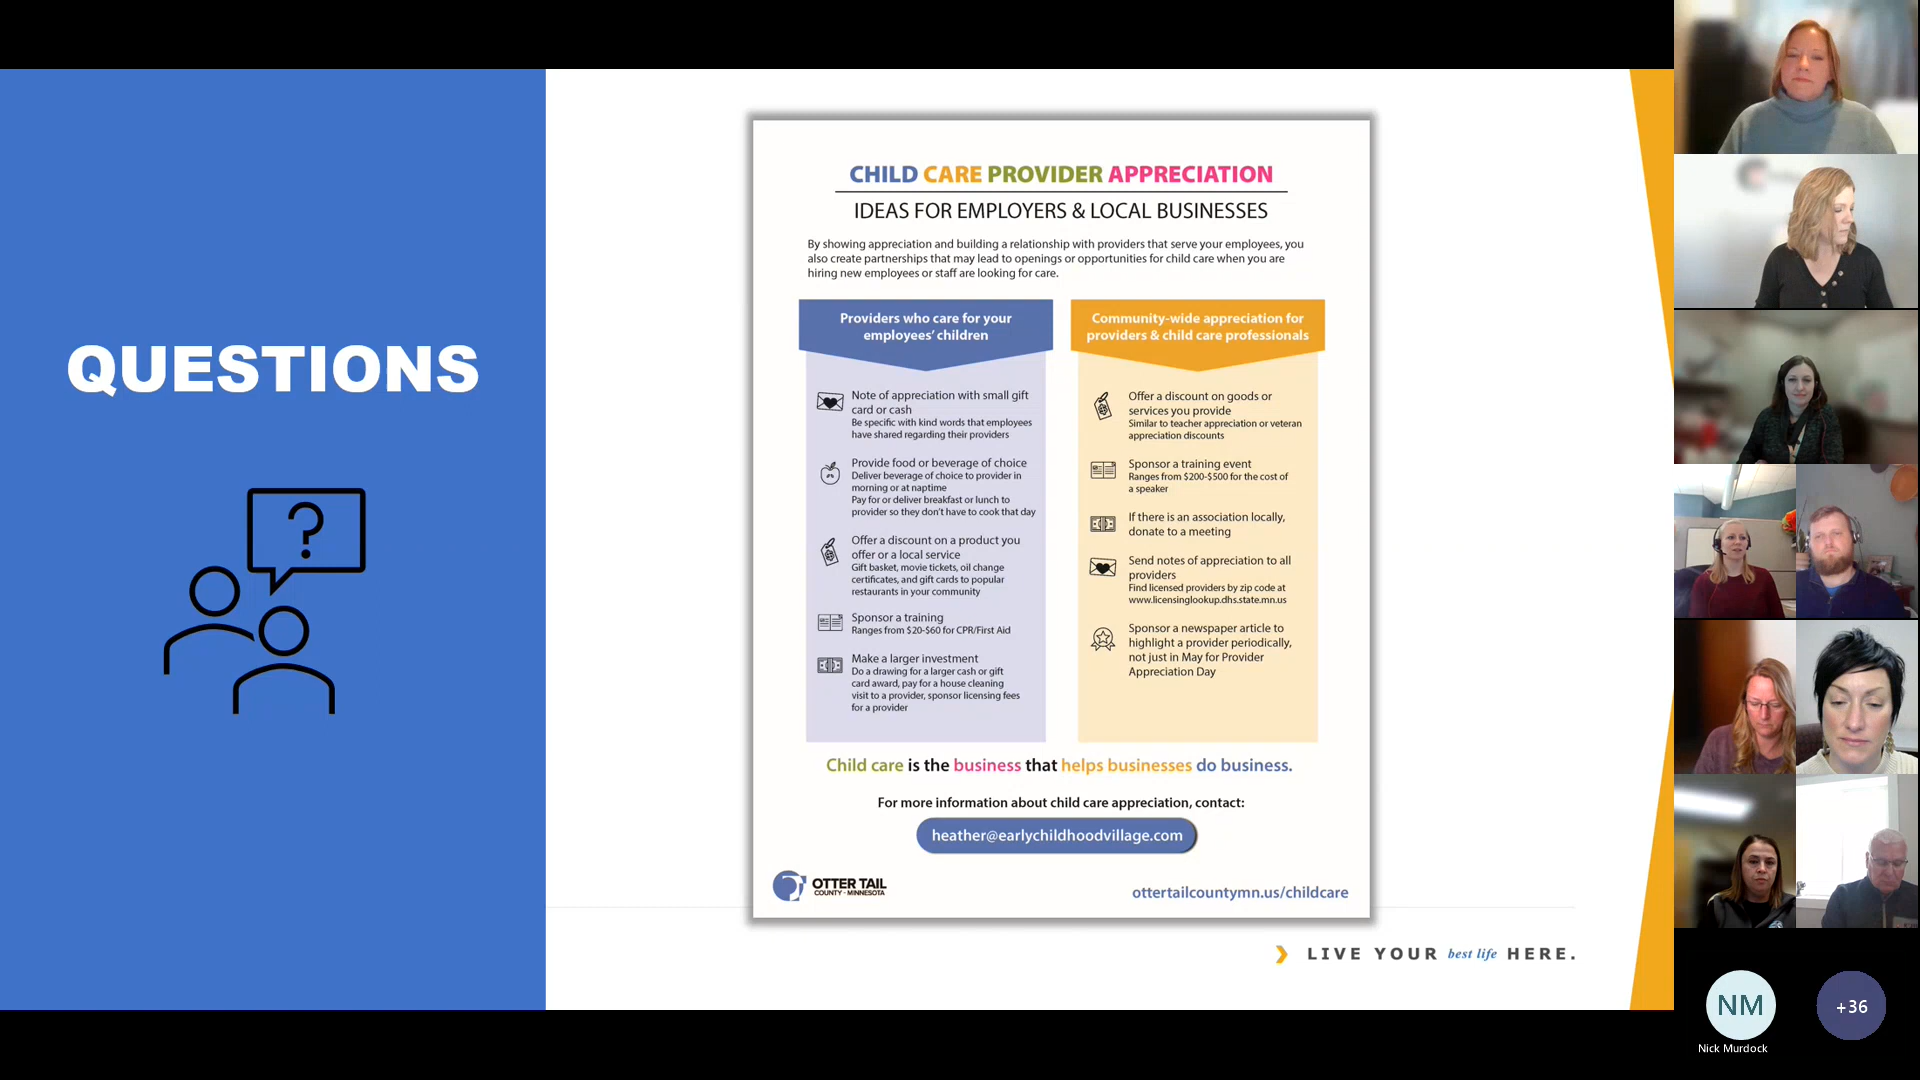 QUESTIONS
?
CHILD CARE PROVIDER APPRECIATION
IDEAS FOR EMPLOYERS & LOCAL BUSINESSES
By showing appreciation and building a relationship with providers that serve your employees, you
also create partnerships that may lead to openings or opportunities for child care when you are
hiring new employees or staff are looking for care.
Providers who care for your
employees' children
Note of appreciation with small gift
card or cash
Be specific with kind words that employees
have shared regarding their providers
Provide food or beverage of choice
Deliver beverage of choice to provider in
morning or at naptime
Pay for or deliver breakfast or lunch to
provider so they don't have to cook that day
Offer a discount on a product you
offer or a local service
Gift basket, movie tickets, oil change
certificates, and gift cards to popular
restaurants in your community
Sponsor a training
Ranges from $20-$60 for CPR/First Aid
Make a larger investment
Do a drawing for a larger cash or gift
card award, pay for a house cleaning
visit to a provider, sponsor licensing fees
for a provider
Community-wide appreciation for
providers & child care professionals
Offer a discount on goods or
services you provide
Similar to teacher appreciation or veteran
appreciation discounts
Sponsor a training event
Ranges from $200-$500 for the cost of
a speaker
If there is an association locally,
donate to a meeting
Send notes of appreciation to all
providers
Find licensed providers by zip code at
www.licensinglookup.dhs.state.mn.us
Sponsor a newspaper article to
highlight a provider periodically,
not just in May for Provider
Appreciation Day
Child care is the business that helps businesses do business.
For more information about child care appreciation, contact:
heather@earlychildhoodvillage.com
OTTER TAIL
COUNTY - MINNESOTA
ottertailcountymn.us/childcare
LIVE YOUR best life HERE.
NM
Nick Murdock
+36